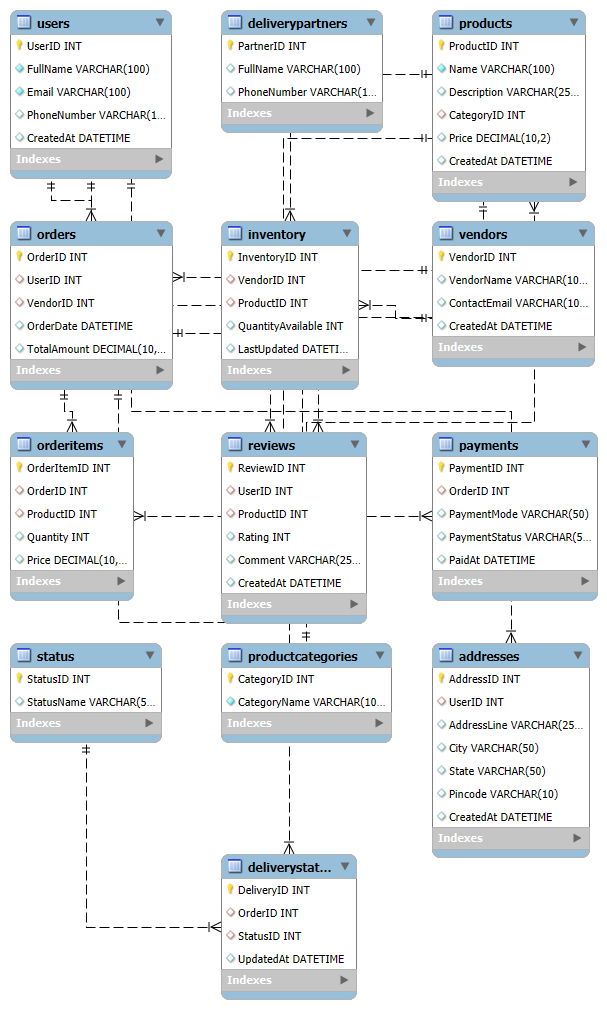 users
UserID INT
FullName VARCHAR(100)
Email VARCHAR(100)
PhoneNumber VARCHAR(1...
CreatedAt DATETIME
Indexes
deliverypartners
PartnerID INT
FullName VARCHAR(100)
PhoneNumber VARCHAR(1...
Indexes
products
ProductID INT
Name VARCHAR(100)
Description VARCHAR(25...
CategoryID INT
Price DECIMAL(10,2)
CreatedAt DATETIME
Indexes
orders
OrderID INT
UserID INT
VendorID INT
OrderDate DATETIME
TotalAmount DECIMAL(10,...
Indexes
inventory
InventoryID INT
VendorID INT
ProductID INT
QuantityAvailable INT
LastUpdated DATETI...
Indexes
vendors
VendorID INT
VendorName VARCHAR(10...
ContactEmail VARCHAR(10...
CreatedAt DATETIME
Indexes
orderitems
OrderItemID INT
OrderID INT
ProductID INT
Quantity INT
Price DECIMAL(10,...
Indexes
reviews
ReviewID INT
UserID INT
ProductID INT
Rating INT
Comment VARCHAR(25...
CreatedAt DATETIME
Indexes
payments
PaymentID INT
OrderID INT
PaymentMode VARCHAR(50)
PaymentStatus VARCHAR(5...
PaidAt DATETIME
Indexes
status
StatusID INT
StatusName VARCHAR(5...
Indexes
productcategories
CategoryID INT
CategoryName VARCHAR(10...
Indexes
addresses
AddressID INT
UserID INT
AddressLine VARCHAR(25...
City VARCHAR(50)
State VARCHAR(50)
Pincode VARCHAR(10)
CreatedAt DATETIME
Indexes
deliverystat...
DeliveryID INT
OrderID INT
StatusID INT
UpdatedAt DATETIME
Indexes